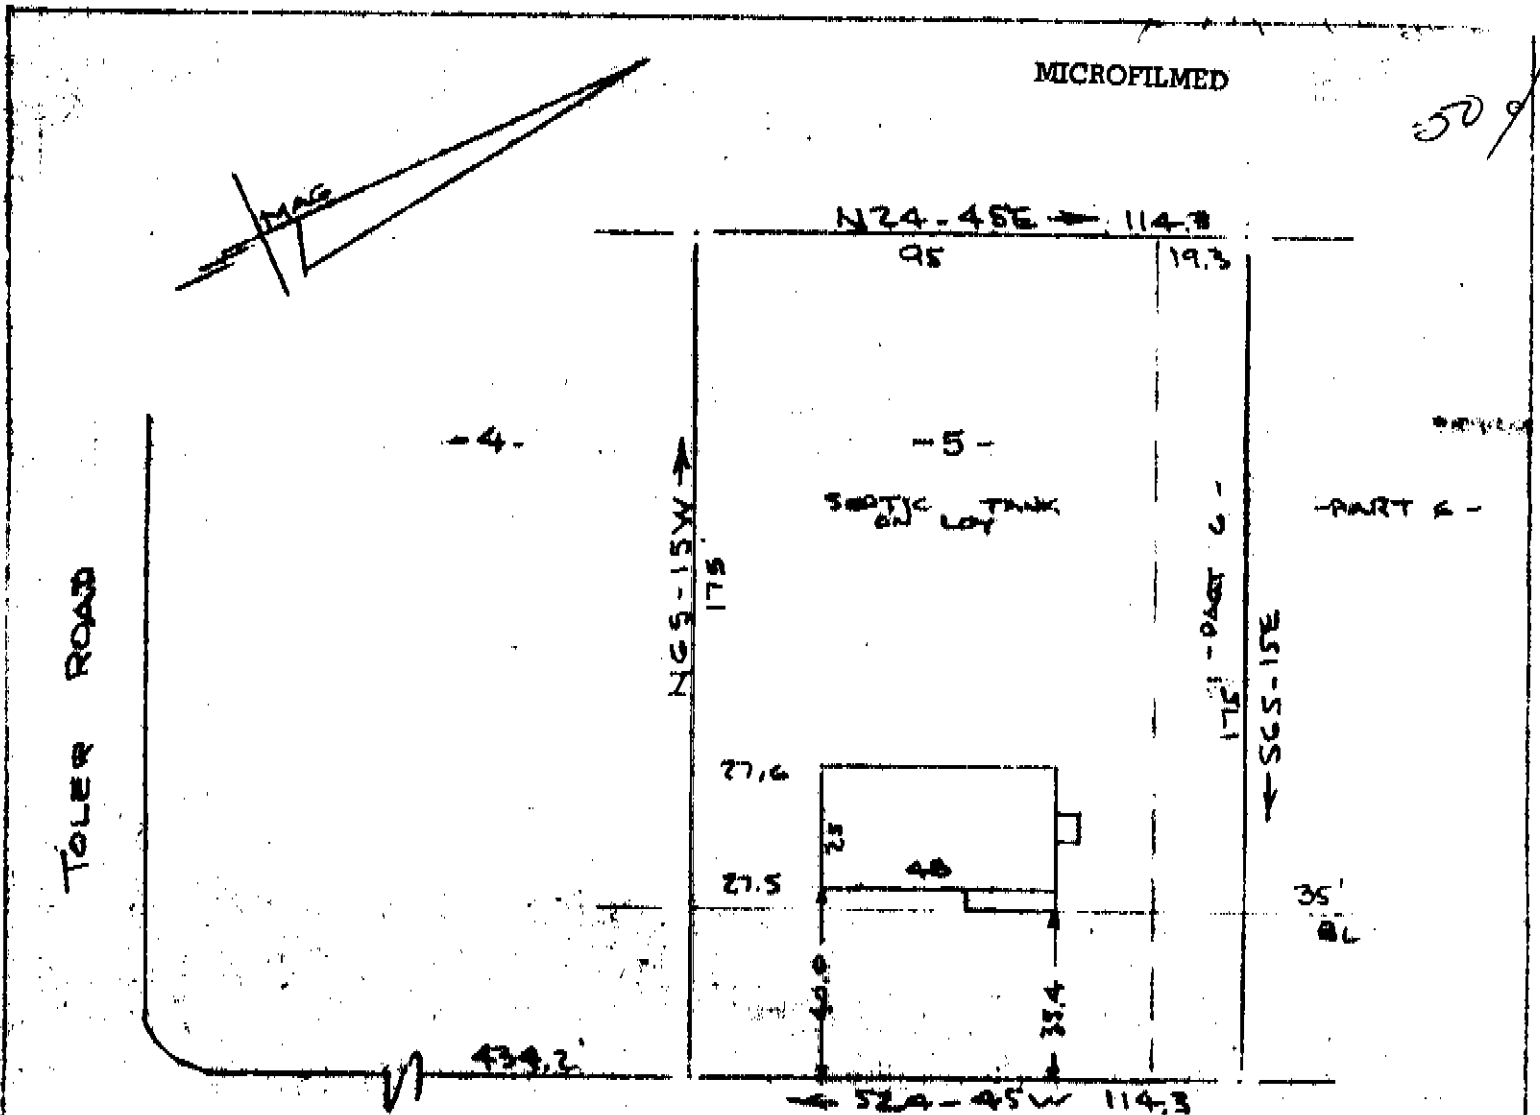 MICROFILMED
MAG
N24-45E 114.3
95
19.3
-4-
-5-
SEPTIC TANK
ON LOT
-PART 6-
-PART 6-
N65-15W
175
175
S65-15E
TOLER ROAD
27.6
25
48
27.5
35'
BL
40.0
35.4
434.2'
S24-45W 114.3